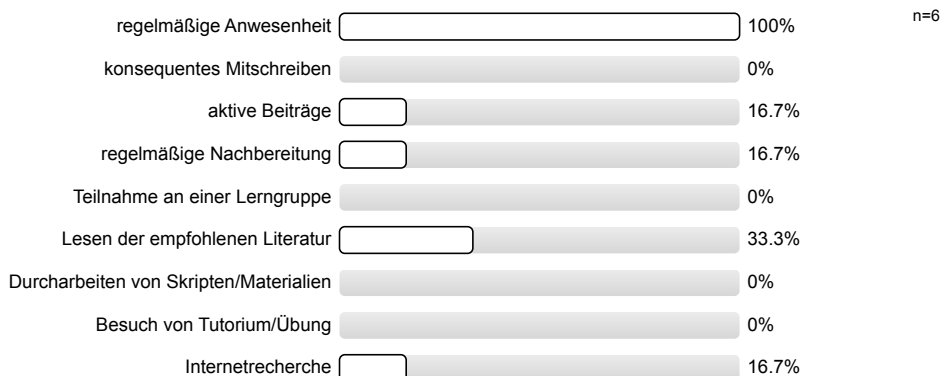 n=6
regelmäßige Anwesenheit 100%
konsequentes Mitschreiben 0%
aktive Beiträge 16.7%
regelmäßige Nachbereitung 16.7%
Teilnahme an einer Lerngruppe 0%
Lesen der empfohlenen Literatur 33.3%
Durcharbeiten von Skripten/Materialien 0%
Besuch von Tutorium/Übung 0%
Internetrecherche 16.7%